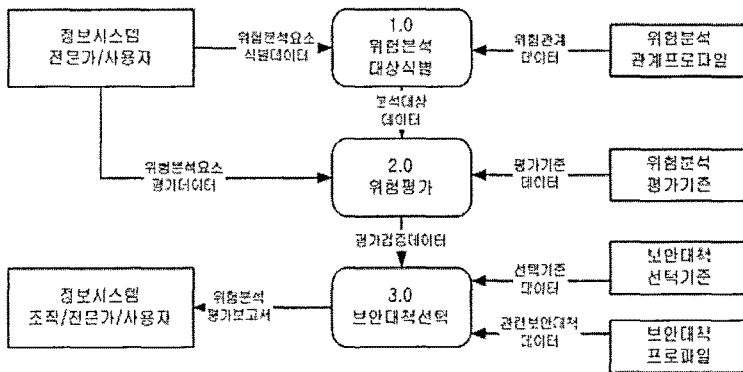 정보시스템
전문가/사용자
위험분석요소
식별데이터
1.0
위험분석
대상식별
위험관계
데이터
위험분석
관계프로파일
분석대상
데이터
위험분석요소
평가데이터
2.0
위험평가
평가기준
데이터
위험분석
평가기준
평가검증데이터
정보시스템
조직/전문가/사용자
위험분석
평가보고서
3.0
보안대책선택
선택기준
데이터
보안대책
선택기준
관련보안대책
데이터
보안대책
프로파일